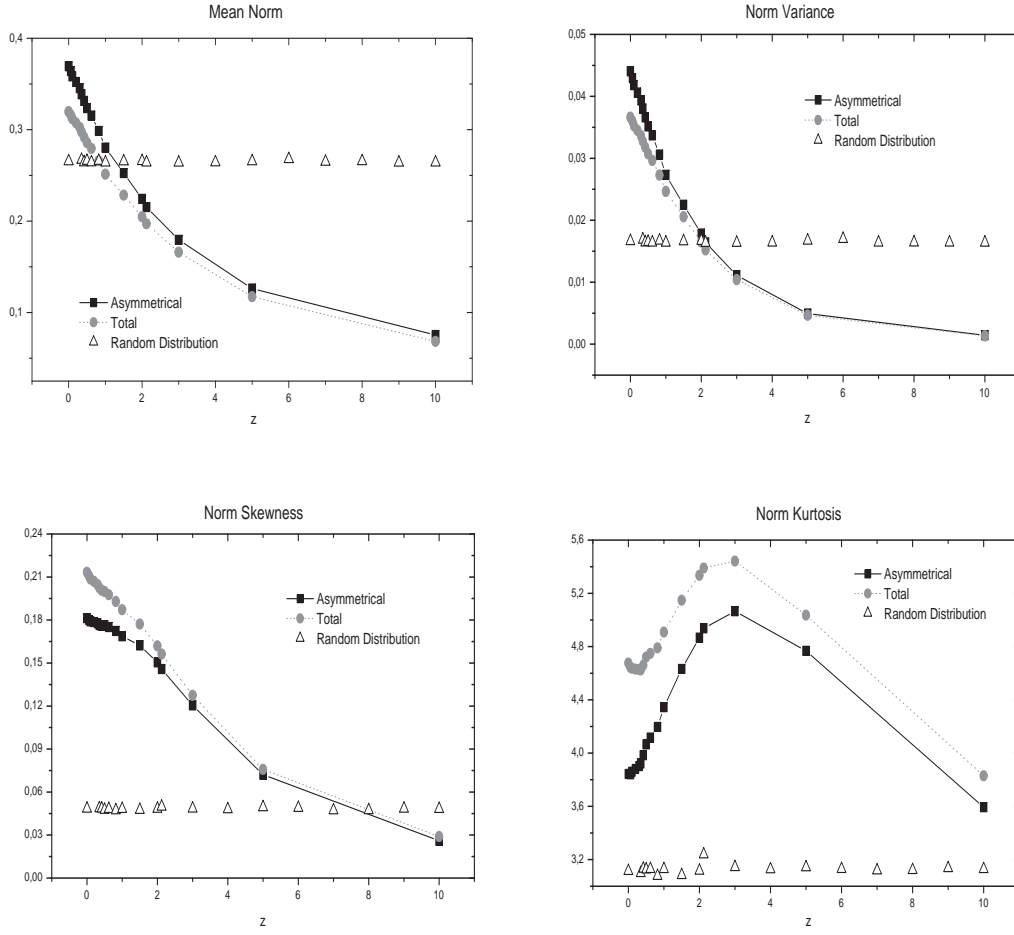 Mean Norm
0,4
0,3
0,2
0,1
Asymmetrical
Total
Random Distribution
0 2 4 6 8 10
z
Norm Variance
0,05
0,04
0,03
0,02
0,01
0,00
Asymmetrical
Total
Random Distribution
0 2 4 6 8 10
z
Norm Skewness
0,24
0,21
0,18
0,15
0,12
0,09
0,06
0,03
0,00
Asymmetrical
Total
Random Distribution
0 2 4 6 8 10
z
Norm Kurtosis
5,6
5,2
4,8
4,4
4,0
3,6
3,2
Asymmetrical
Total
Random Distribution
0 2 4 6 8 10
z